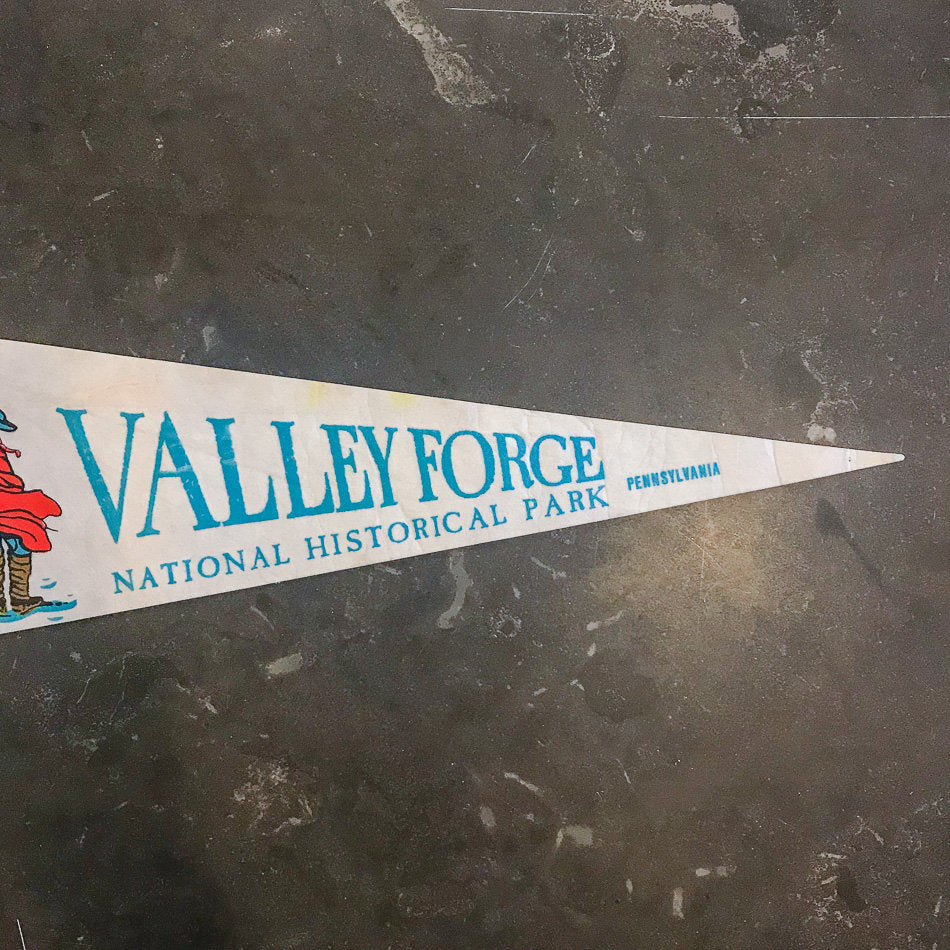 VALLEY FORGE
NATIONAL HISTORICAL PARK
PENNSYLVANIA